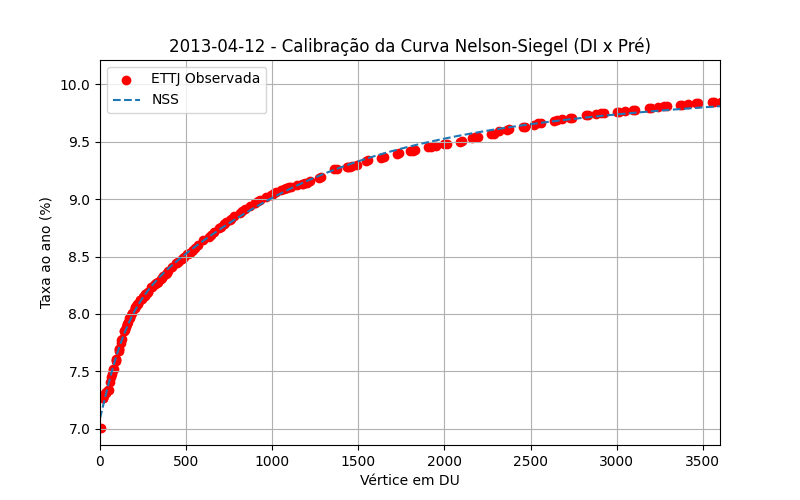 2013-04-12 - Calibração da Curva Nelson-Siegel (DI x Pré)
ETTJ Observada
NSS
Taxa ao ano (%)
10.0
9.5
9.0
8.5
8.0
7.5
7.0
0 500 1000 1500 2000 2500 3000 3500
Vértice em DU